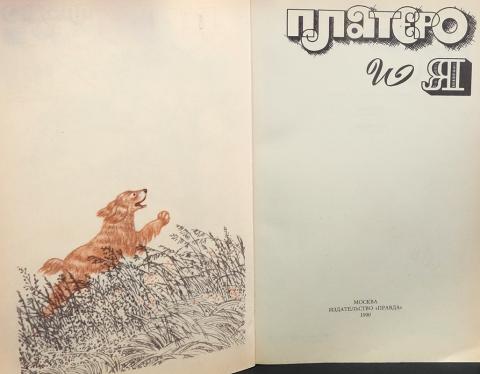 ПЛАТЕРО
и Я
МОСКВА
ИЗДАТЕЛЬСТВО «ПРАВДА»
1990